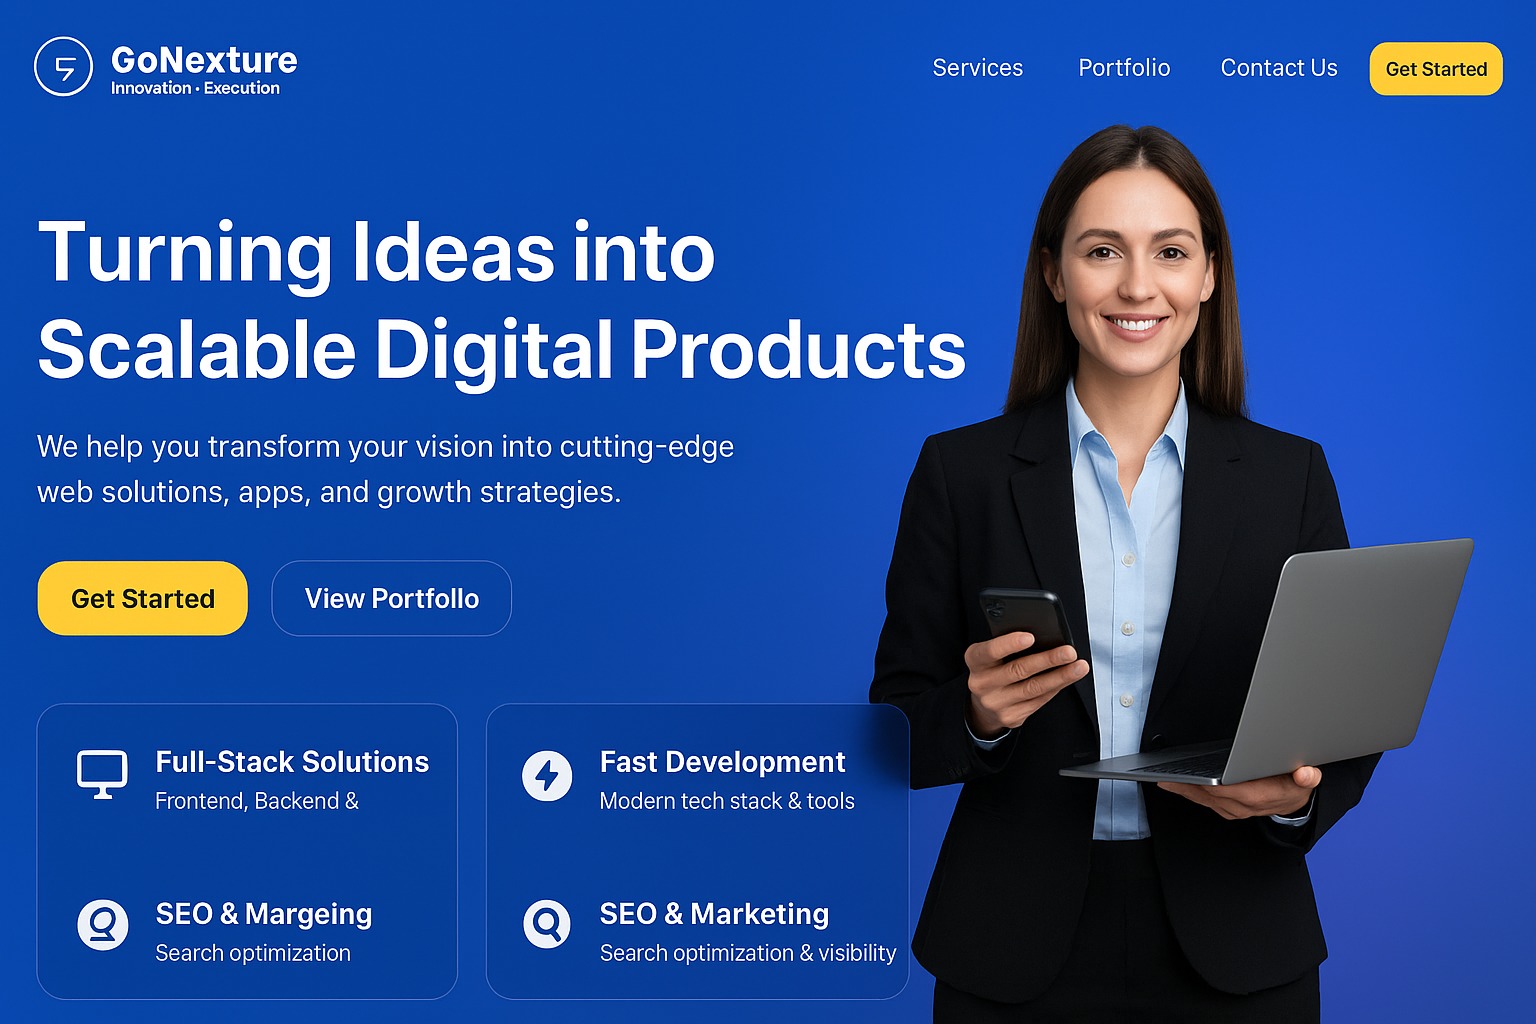 GoNexture
Innovation · Execution
Services
Portfolio
Contact Us
Get Started
Turning Ideas into
Scalable Digital Products
We help you transform your vision into cutting-edge
web solutions, apps, and growth strategies.
Get Started
View Portfollo
Full-Stack Solutions
Frontend, Backend &
SEO & Margeing
Search optimization
Fast Development
Modern tech stack & tools
SEO & Marketing
Search optimization & visibility